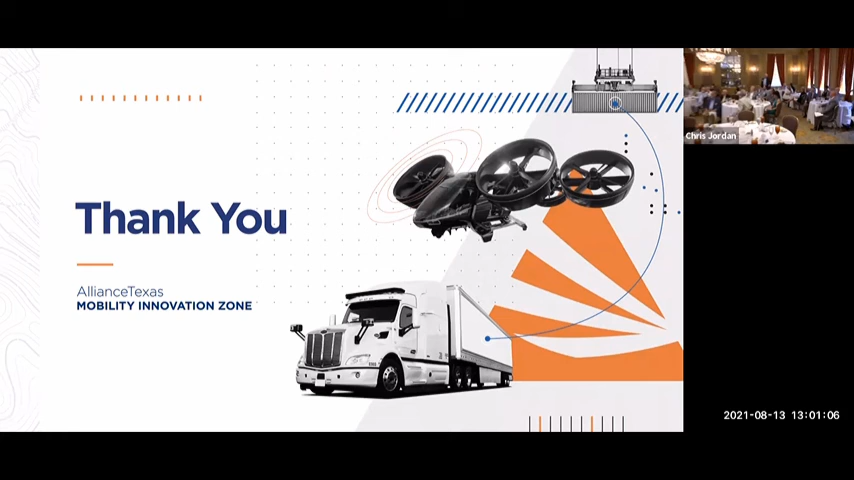 Thank You
AllianceTexas
MOBILITY INNOVATION ZONE
Chris Jordan
2021-08-13 13:01:06